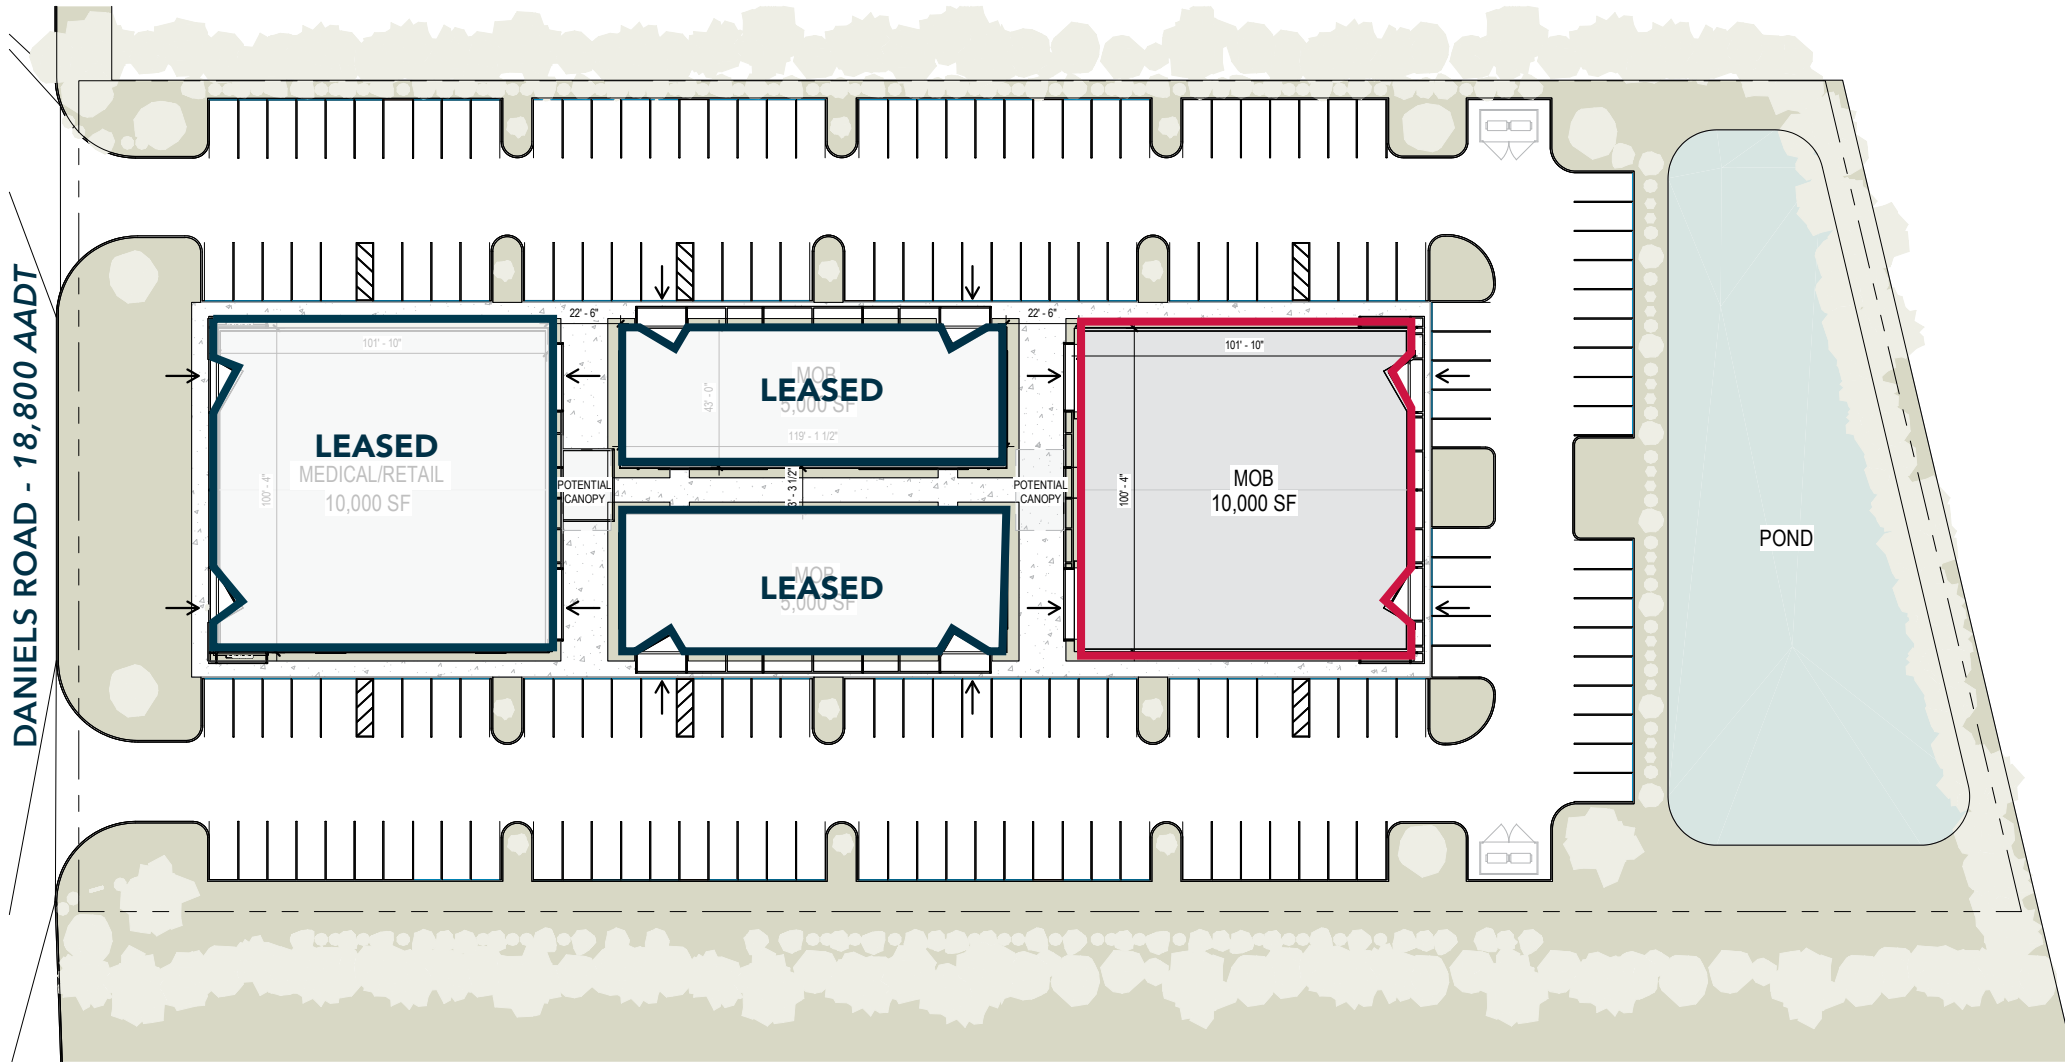 DANIELS ROAD - 18,800 AADT
22' - 6"
22' - 6"
101' - 10"
101' - 10"
MOB
LEASED
5,000 SF
43' - 0"
119' - 1 1/2"
LEASED
MEDICAL/RETAIL
10,000 SF
100' - 4"
POTENTIAL
CANOPY
3' - 3 1/2"
POTENTIAL
CANOPY
100' - 4"
MOB
10,000 SF
MOB
LEASED
5,000 SF
POND